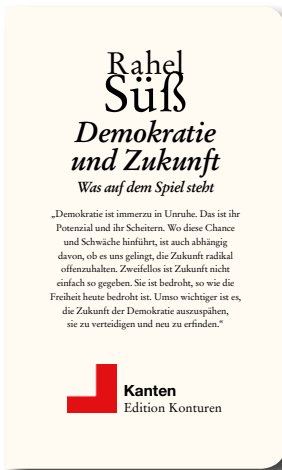 Rahel
Süß
Demokratie
und Zukunft
Was auf dem Spiel steht
„Demokratie ist immerzu in Unruhe. Das ist ihr
Potenzial und ihr Scheitern. Wo diese Chance
und Schwäche hinführt, ist auch abhängig
davon, ob es uns gelingt, die Zukunft radikal
offenzuhalten. Zweifellos ist Zukunft nicht
einfach so gegeben. Sie ist bedroht, so wie die
Freiheit heute bedroht ist. Umso wichtiger ist es,
die Zukunft der Demokratie auszuspähen,
sie zu verteidigen und neu zu erfinden.“
Kanten
Edition Konturen